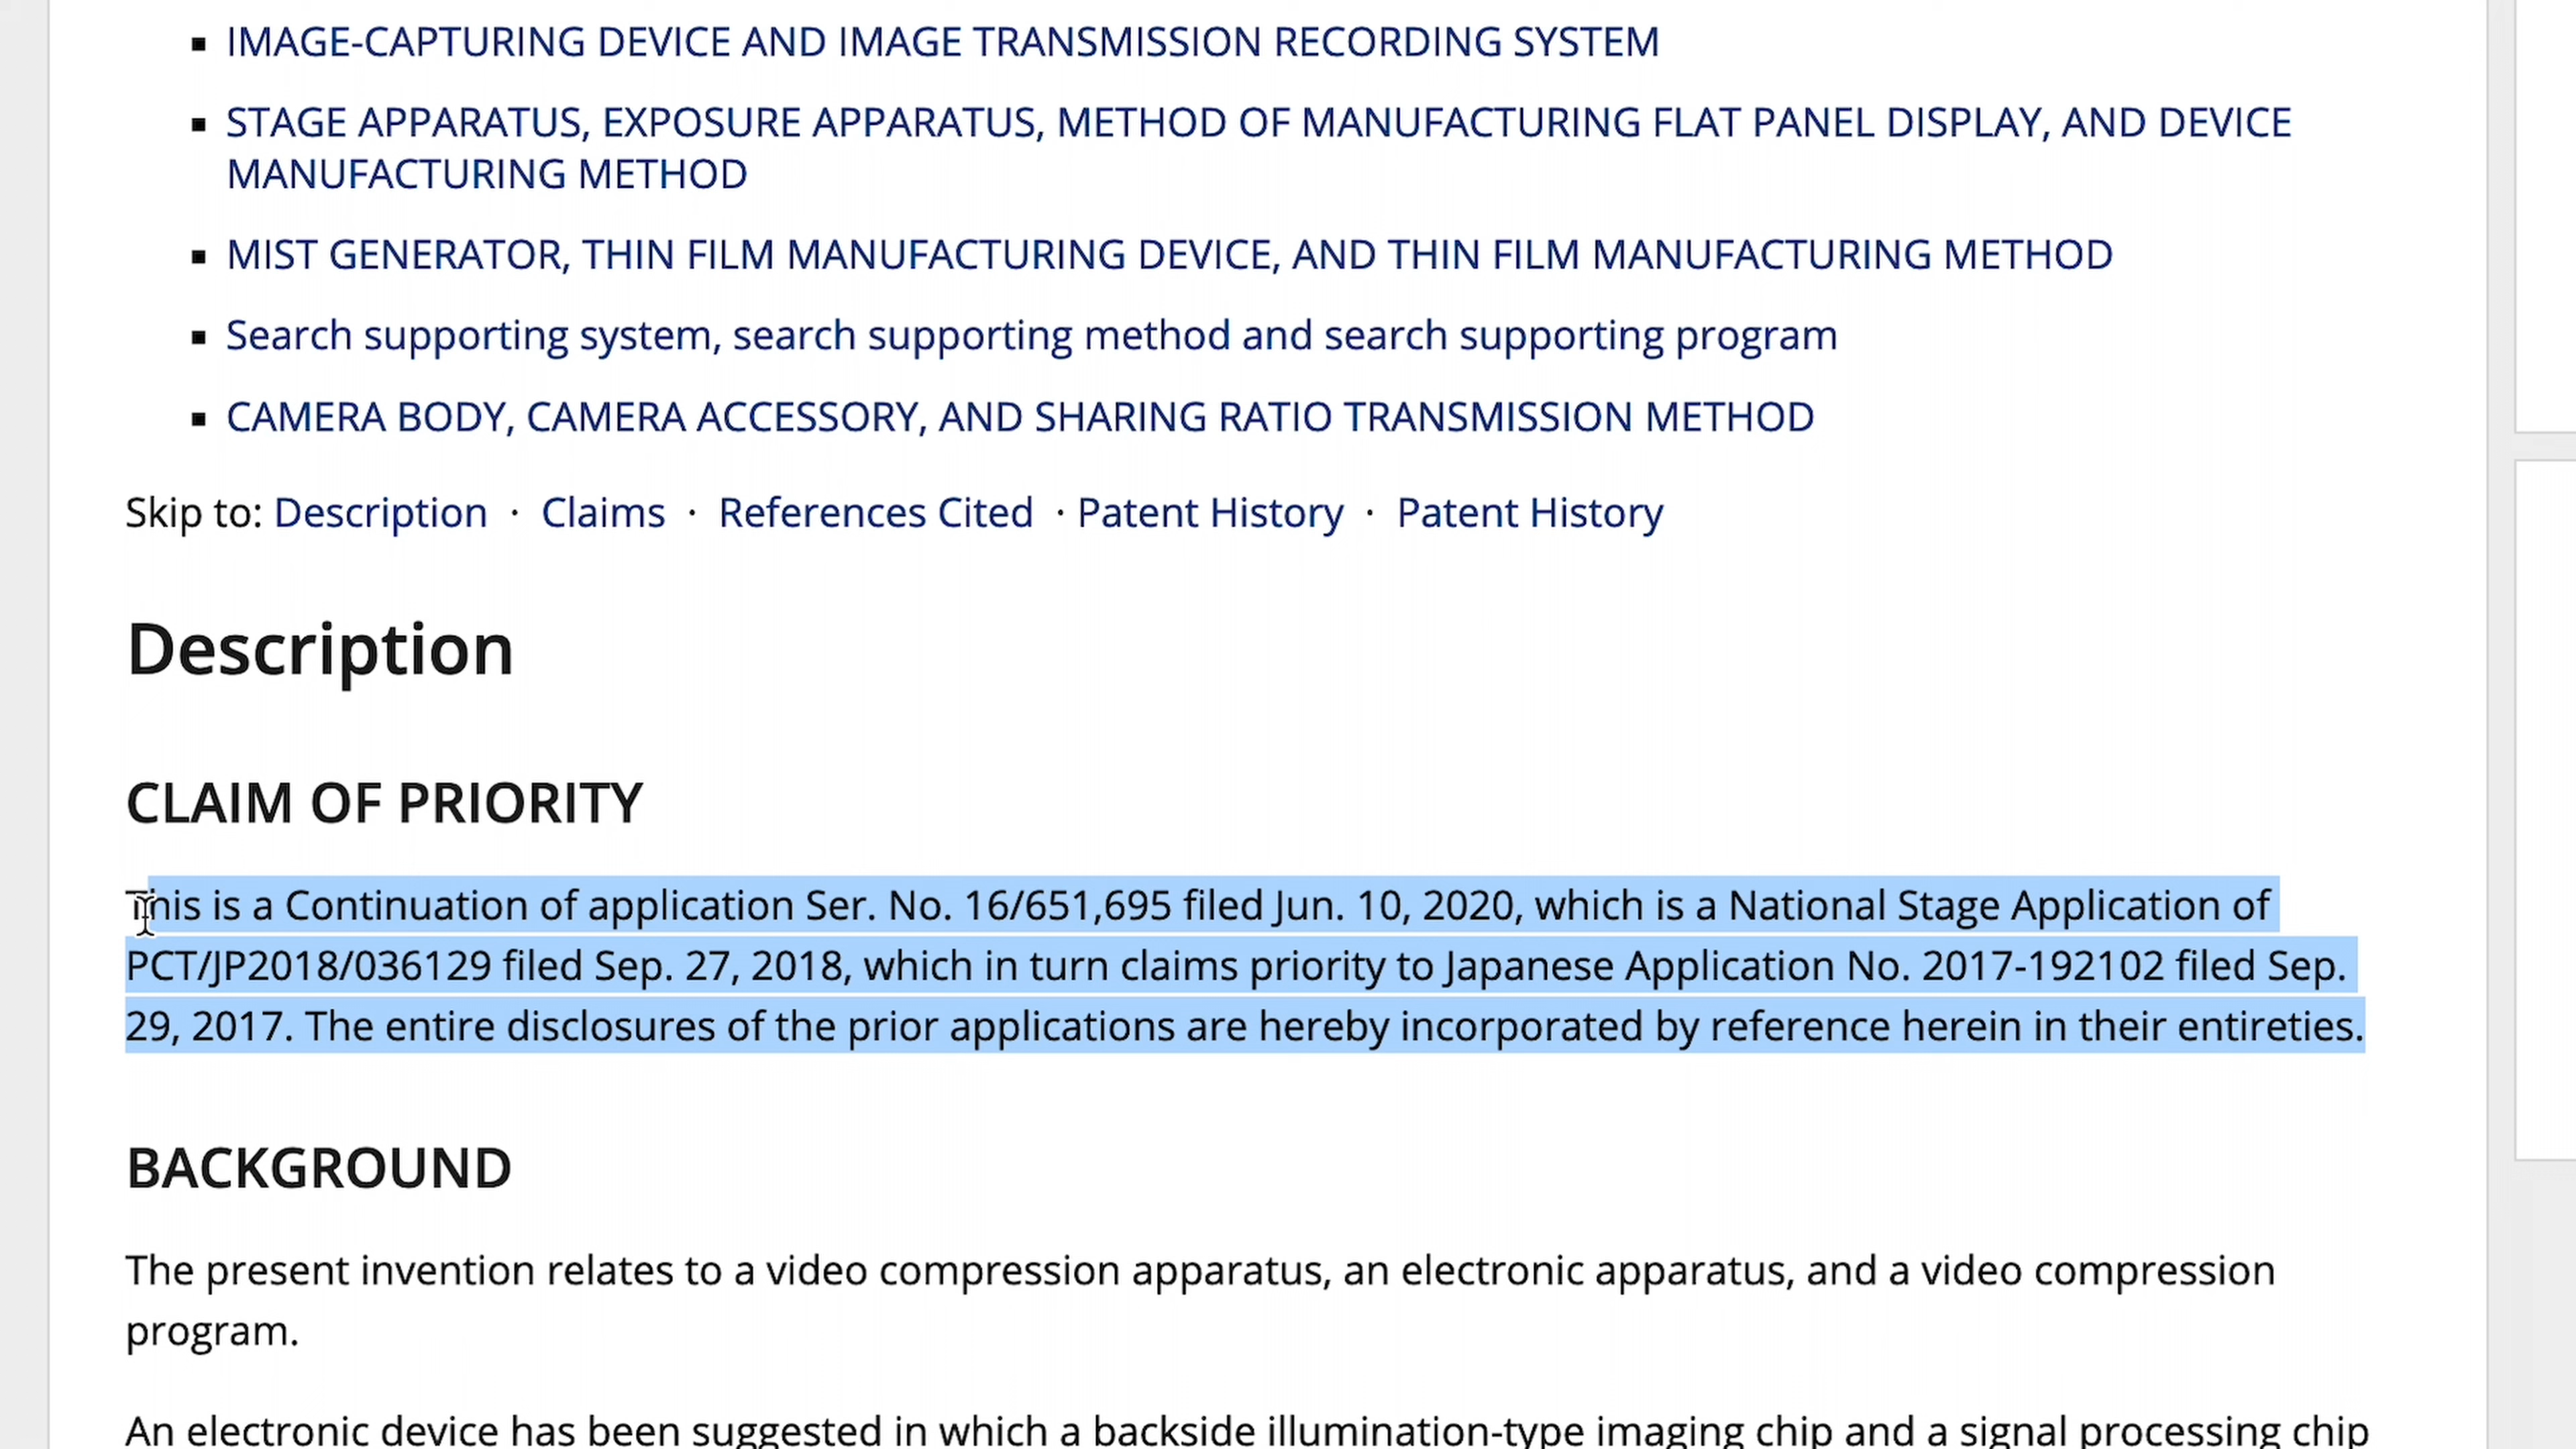 IMAGE-CAPTURING DEVICE AND IMAGE TRANSMISSION RECORDING SYSTEM
STAGE APPARATUS, EXPOSURE APPARATUS, METHOD OF MANUFACTURING FLAT PANEL DISPLAY, AND DEVICE
MANUFACTURING METHOD
MIST GENERATOR, THIN FILM MANUFACTURING DEVICE, AND THIN FILM MANUFACTURING METHOD
Search supporting system, search supporting method and search supporting program
CAMERA BODY, CAMERA ACCESSORY, AND SHARING RATIO TRANSMISSION METHOD
Skip to: Description · Claims · References Cited · Patent History · Patent History
Description
CLAIM OF PRIORITY
This is a Continuation of application Ser. No. 16/651,695 filed Jun. 10, 2020, which is a National Stage Application of
PCT/JP2018/036129 filed Sep. 27, 2018, which in turn claims priority to Japanese Application No. 2017-192102 filed Sep.
29, 2017. The entire disclosures of the prior applications are hereby incorporated by reference herein in their entireties.
BACKGROUND
The present invention relates to a video compression apparatus, an electronic apparatus, and a video compression
program.
An electronic device has been suggested in which a backside illumination-type imaging chip and a signal processing chip